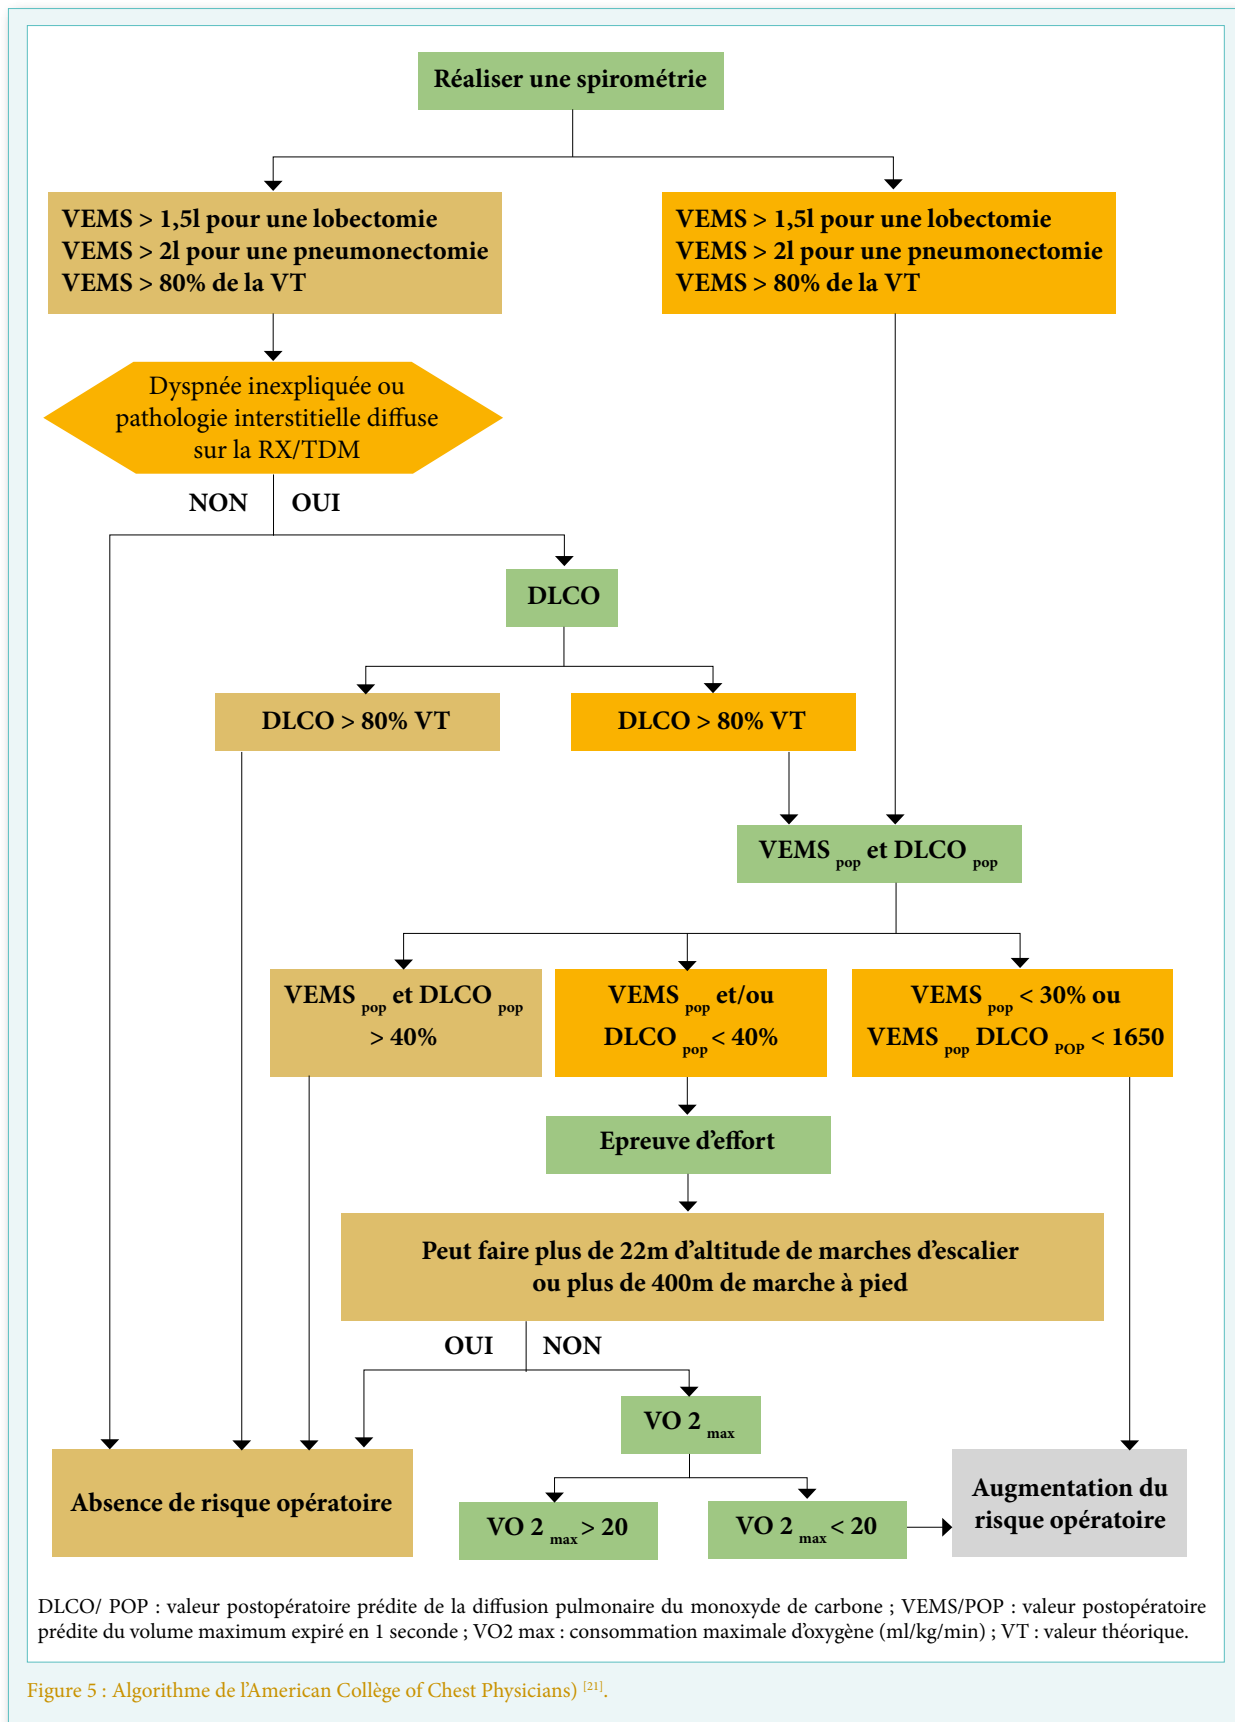 Réaliser une spirométrie
VEMS > 1,5l pour une lobectomie
VEMS > 2l pour une pneumonectomie
VEMS > 80% de la VT
VEMS > 1,5l pour une lobectomie
VEMS > 2l pour une pneumonectomie
VEMS > 80% de la VT
Dyspnée inexpliquée ou
pathologie interstitielle diffuse
sur la RX/TDM
NON OUI
DLCO
DLCO > 80% VT
DLCO > 80% VT
VEMS pop et DLCO pop
VEMS pop et DLCO pop
> 40%
VEMS pop et/ou
DLCO pop < 40%
VEMS pop < 30% ou
VEMS pop DLCO POP < 1650
Epreuve d'effort
Peut faire plus de 22m d'altitude de marches d'escalier
ou plus de 400m de marche à pied
OUI NON
VO 2 max
Absence de risque opératoire
VO 2 max > 20
VO 2 max < 20
Augmentation du
risque opératoire
DLCO/ POP : valeur postopératoire prédite de la diffusion pulmonaire du monoxyde de carbone ; VEMS/POP : valeur postopératoire
prédite du volume maximum expiré en 1 seconde ; VO2 max : consommation maximale d'oxygène (ml/kg/min) ; VT : valeur théorique.
Figure 5 : Algorithme de l'American Collège of Chest Physicians) [21].